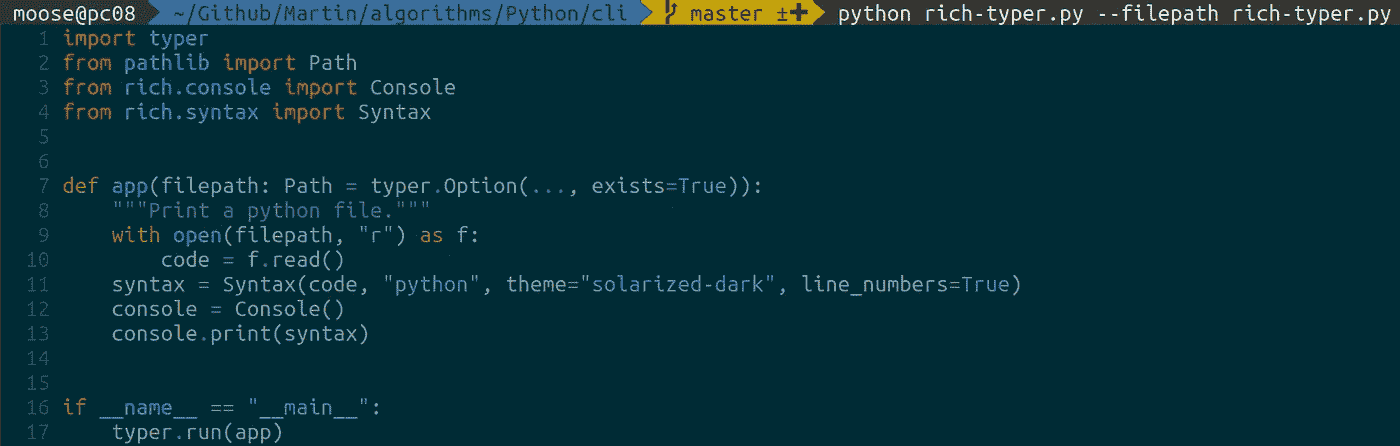 moose@pc08 ~/Github/Martin/algorithms/Python/cli master ±✚ python rich-typer.py --filepath rich-typer.py
1 import typer
2 from pathlib import Path
3 from rich.console import Console
4 from rich.syntax import Syntax
5
6
7 def app(filepath: Path = typer.Option(..., exists=True)):
8     """Print a python file."""
9     with open(filepath, "r") as f:
10         code = f.read()
11     syntax = Syntax(code, "python", theme="solarized-dark", line_numbers=True)
12     console = Console()
13     console.print(syntax)
14
15
16 if __name__ == "__main__":
17     typer.run(app)